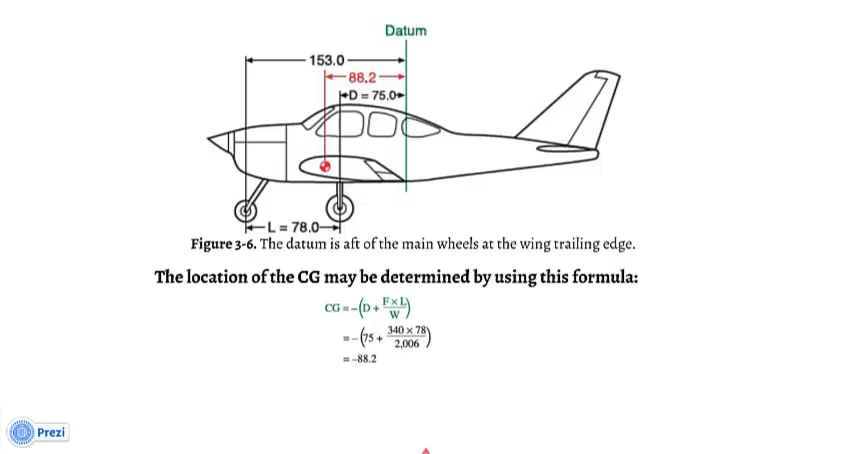 Datum
153.0
88.2
D = 75.0
L = 78.0
Figure 3-6. The datum is aft of the main wheels at the wing trailing edge.
The location of the CG may be determined by using this formula:
CG = -(D + F × L / W)
= -(75 + 340 × 78 / 2,006)
= -88.2
Prezi